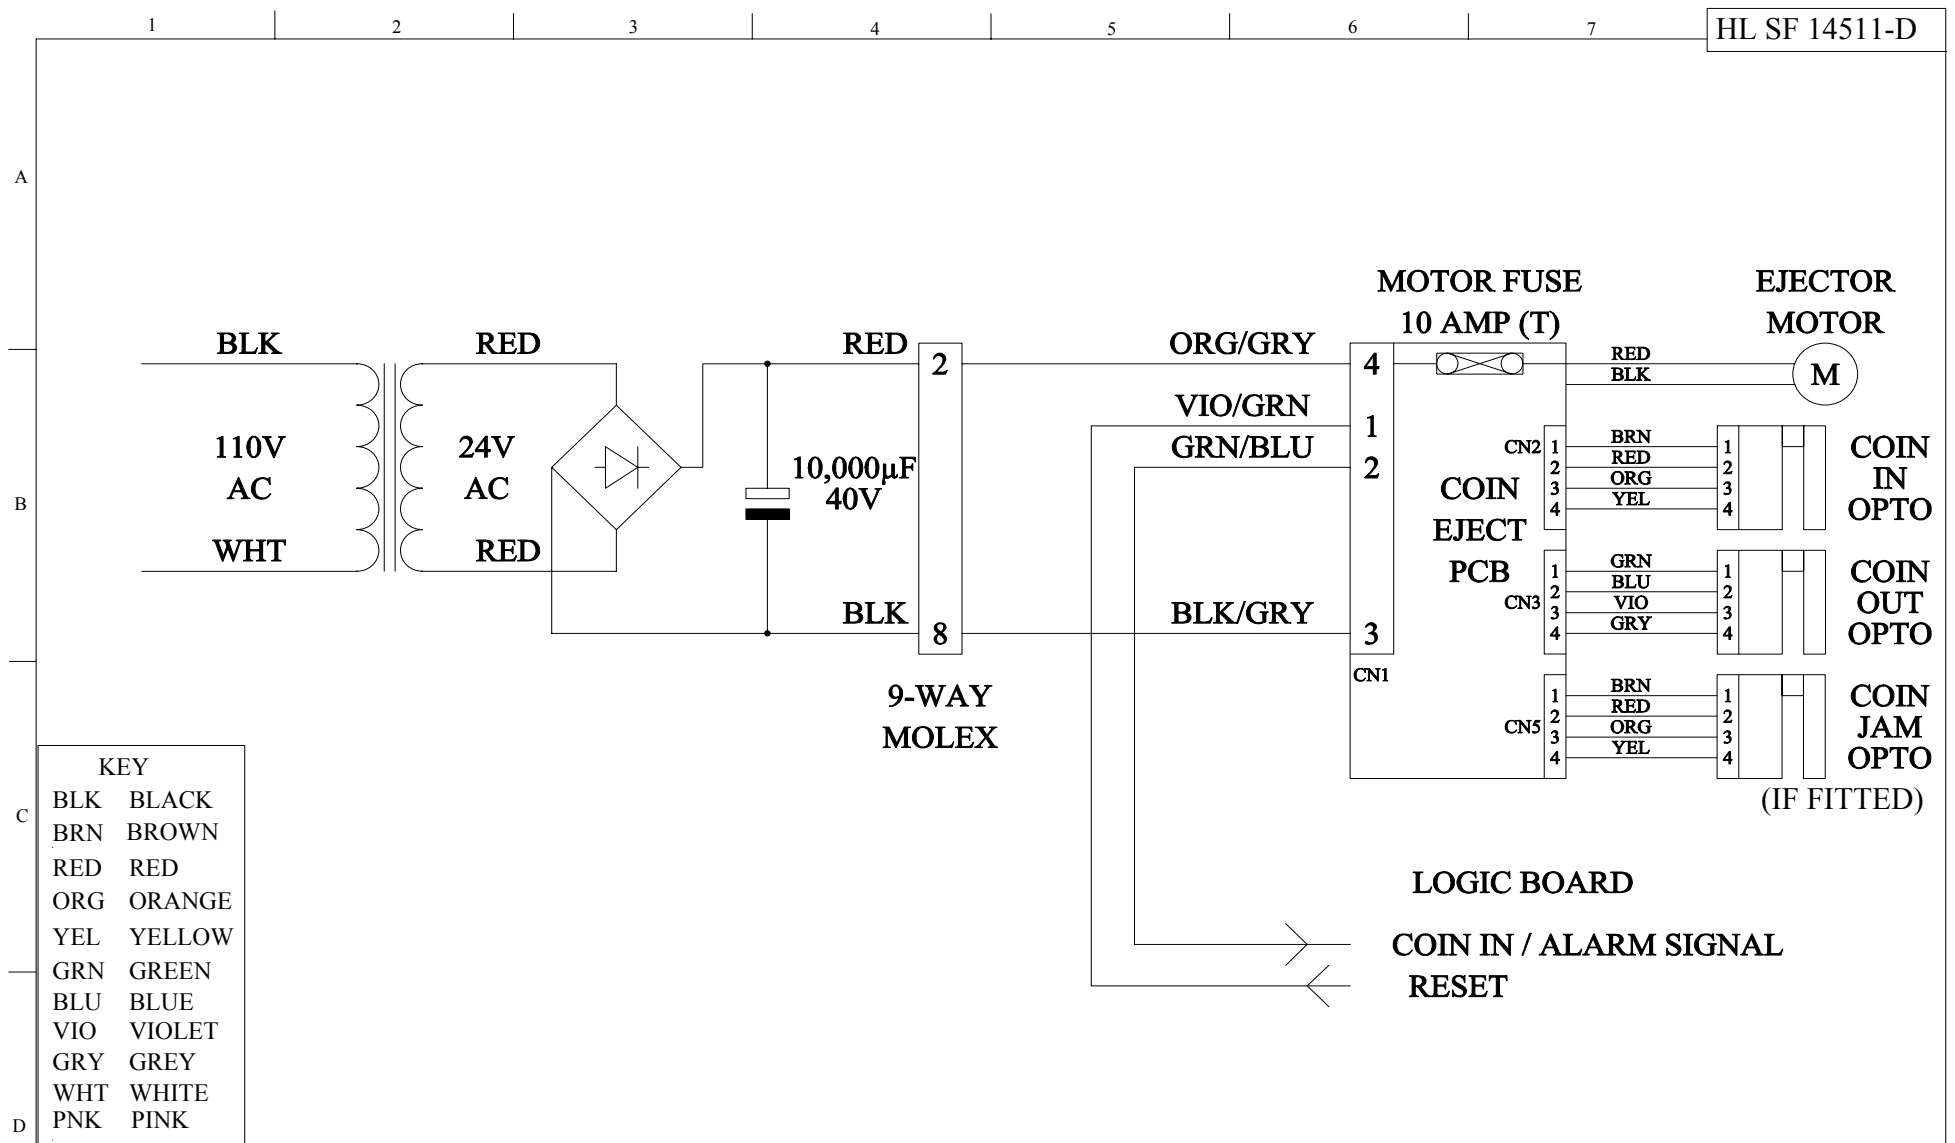 1 2 3 4 5 6 7 HL SF 14511-D
A
B
C
D
BLK
110V
AC
WHT
RED
24V
AC
RED
10,000µF
40V
RED
2
BLK
8
9-WAY
MOLEX
ORG/GRY
VIO/GRN
GRN/BLU
BLK/GRY
4
1
2
3
CN1
MOTOR FUSE
10 AMP (T)
COIN
EJECT
PCB
EJECTOR
MOTOR
RED
BLK
M
CN2
1 BRN 1
2 RED 2
3 ORG 3
4 YEL 4
COIN
IN
OPTO
CN3
1 GRN 1
2 BLU 2
3 VIO 3
4 GRY 4
COIN
OUT
OPTO
CN5
1 BRN 1
2 RED 2
3 ORG 3
4 YEL 4
COIN
JAM
OPTO
(IF FITTED)
LOGIC BOARD
COIN IN / ALARM SIGNAL
RESET
KEY
BLK BLACK
BRN BROWN
RED RED
ORG ORANGE
YEL YELLOW
GRN GREEN
BLU BLUE
VIO VIOLET
GRY GREY
WHT WHITE
PNK PINK